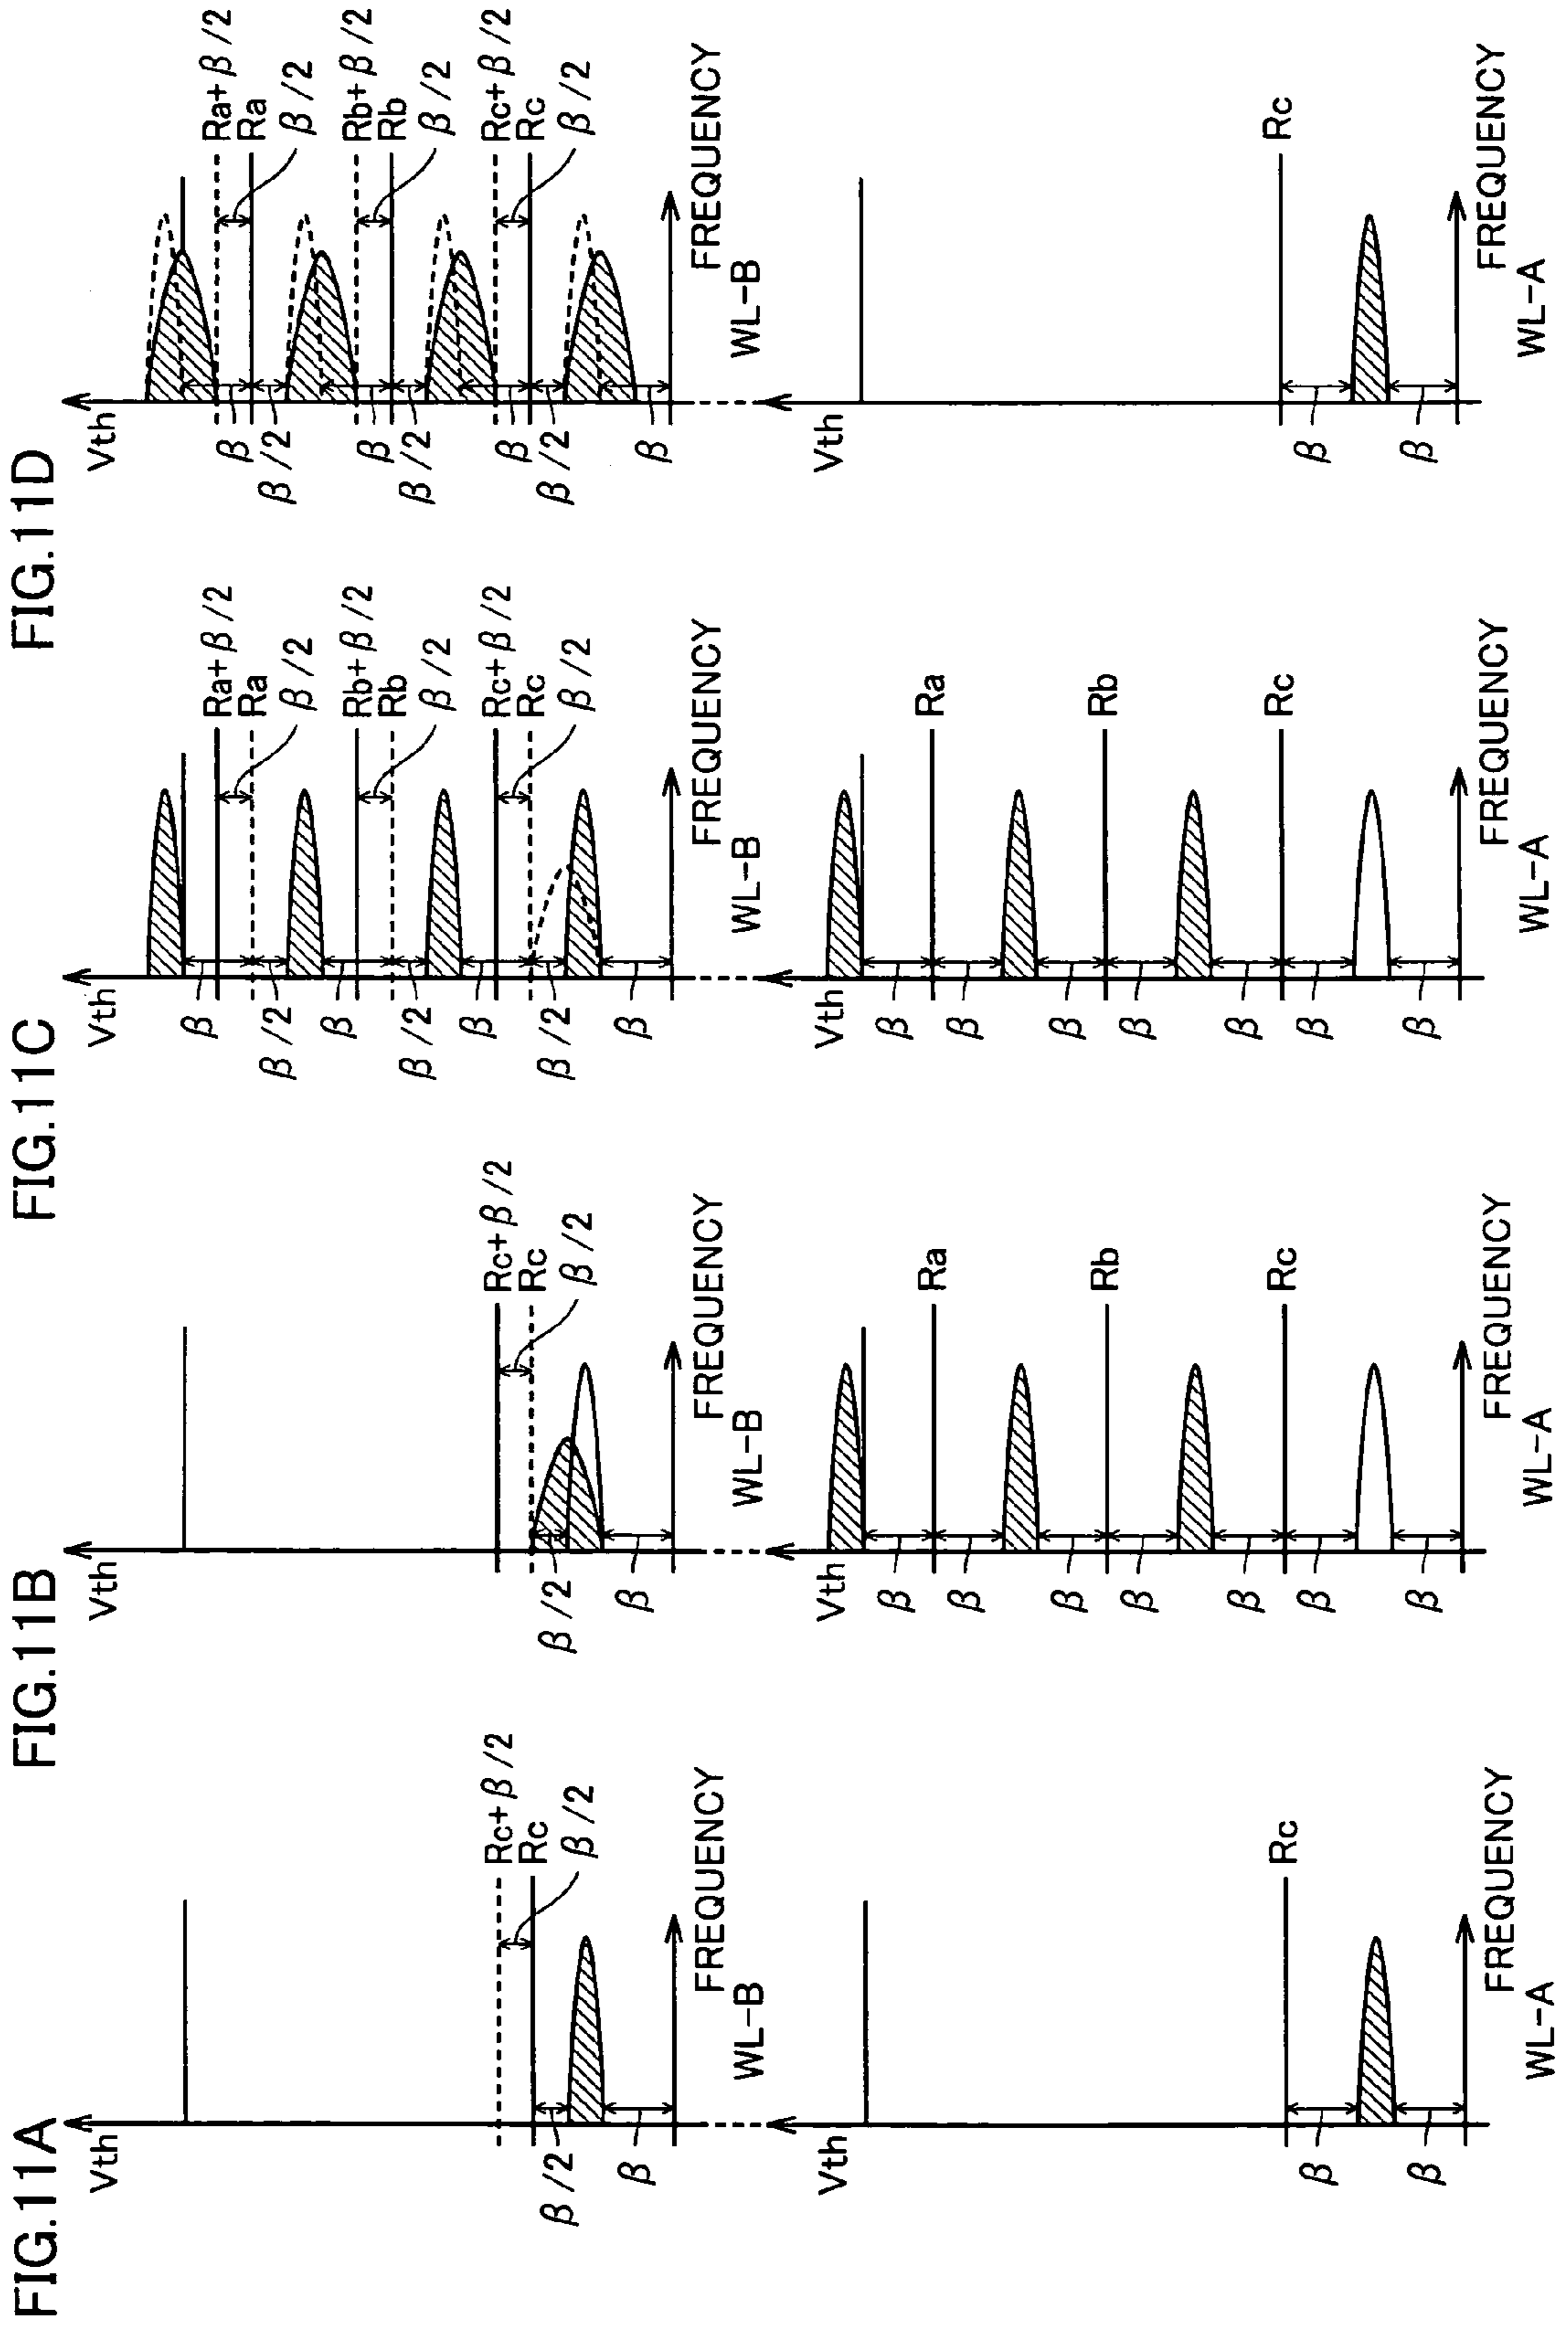 FIG.11A
Vth
Rc+β/2
Rc
β/2
β/2
β
FREQUENCY
WL-B
Vth
Rc
β
β
FREQUENCY
WL-A
FIG.11B
Vth
Rc+β/2
Rc
β/2
β/2
β
FREQUENCY
WL-B
Vth
Ra
Rb
Rc
β
β
β
β
β
β
β
FREQUENCY
WL-A
FIG.11C
Vth
Ra+β/2
Ra
β/2
Rb+β/2
Rb
β/2
Rc+β/2
Rc
β/2
β
β/2
β
β/2
β
β/2
β
FREQUENCY
WL-B
Vth
Ra
Rb
Rc
β
β
β
β
β
β
β
FREQUENCY
WL-A
FIG.11D
Vth
Ra+β/2
Ra
β/2
Rb+β/2
Rb
β/2
Rc+β/2
Rc
β/2
β
β/2
β
β/2
β
β/2
β
FREQUENCY
WL-B
Vth
Rc
β
β
FREQUENCY
WL-A